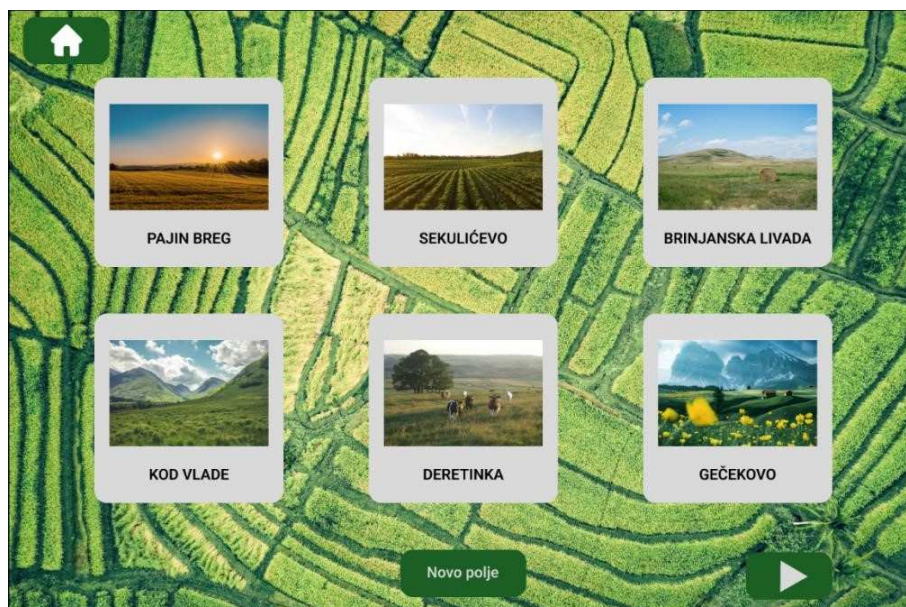 PAJIN BREG
SEKULIĆEVO
BRINJANSKA LIVADA
KOD VLADE
DERETINKA
GEČEKOVO
Novo polje